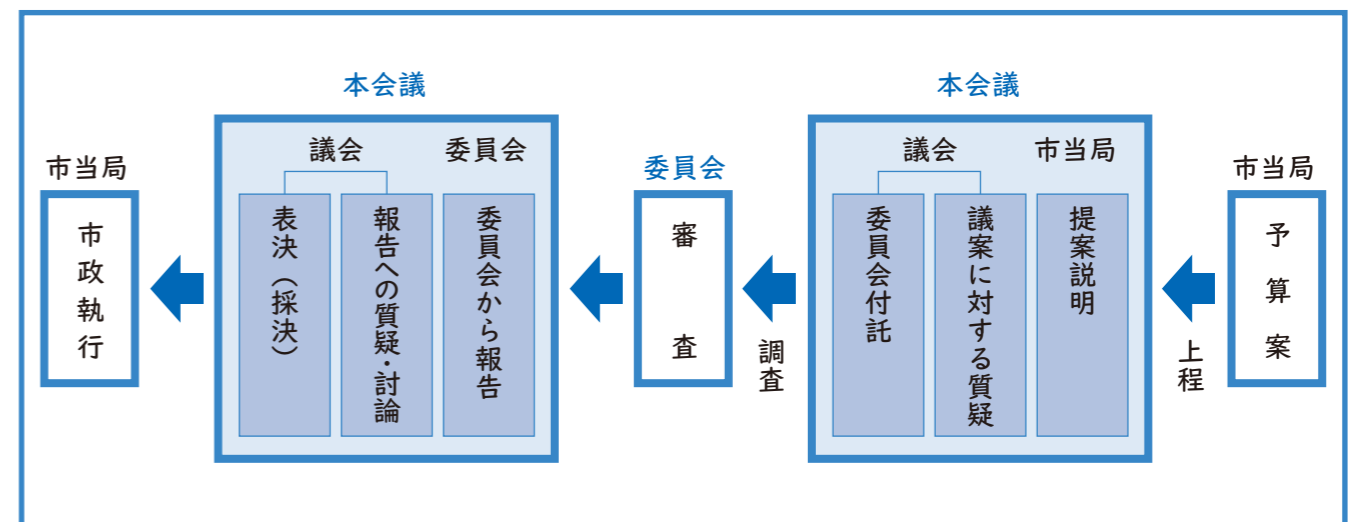 市当局
予算案
上程
本会議
市当局
提案説明
議会
議案に対する質疑
委員会付託
調査
委員会
審査
本会議
委員会
委員会から報告
議会
報告への質疑・討論
表決（採決）
市当局
市政執行